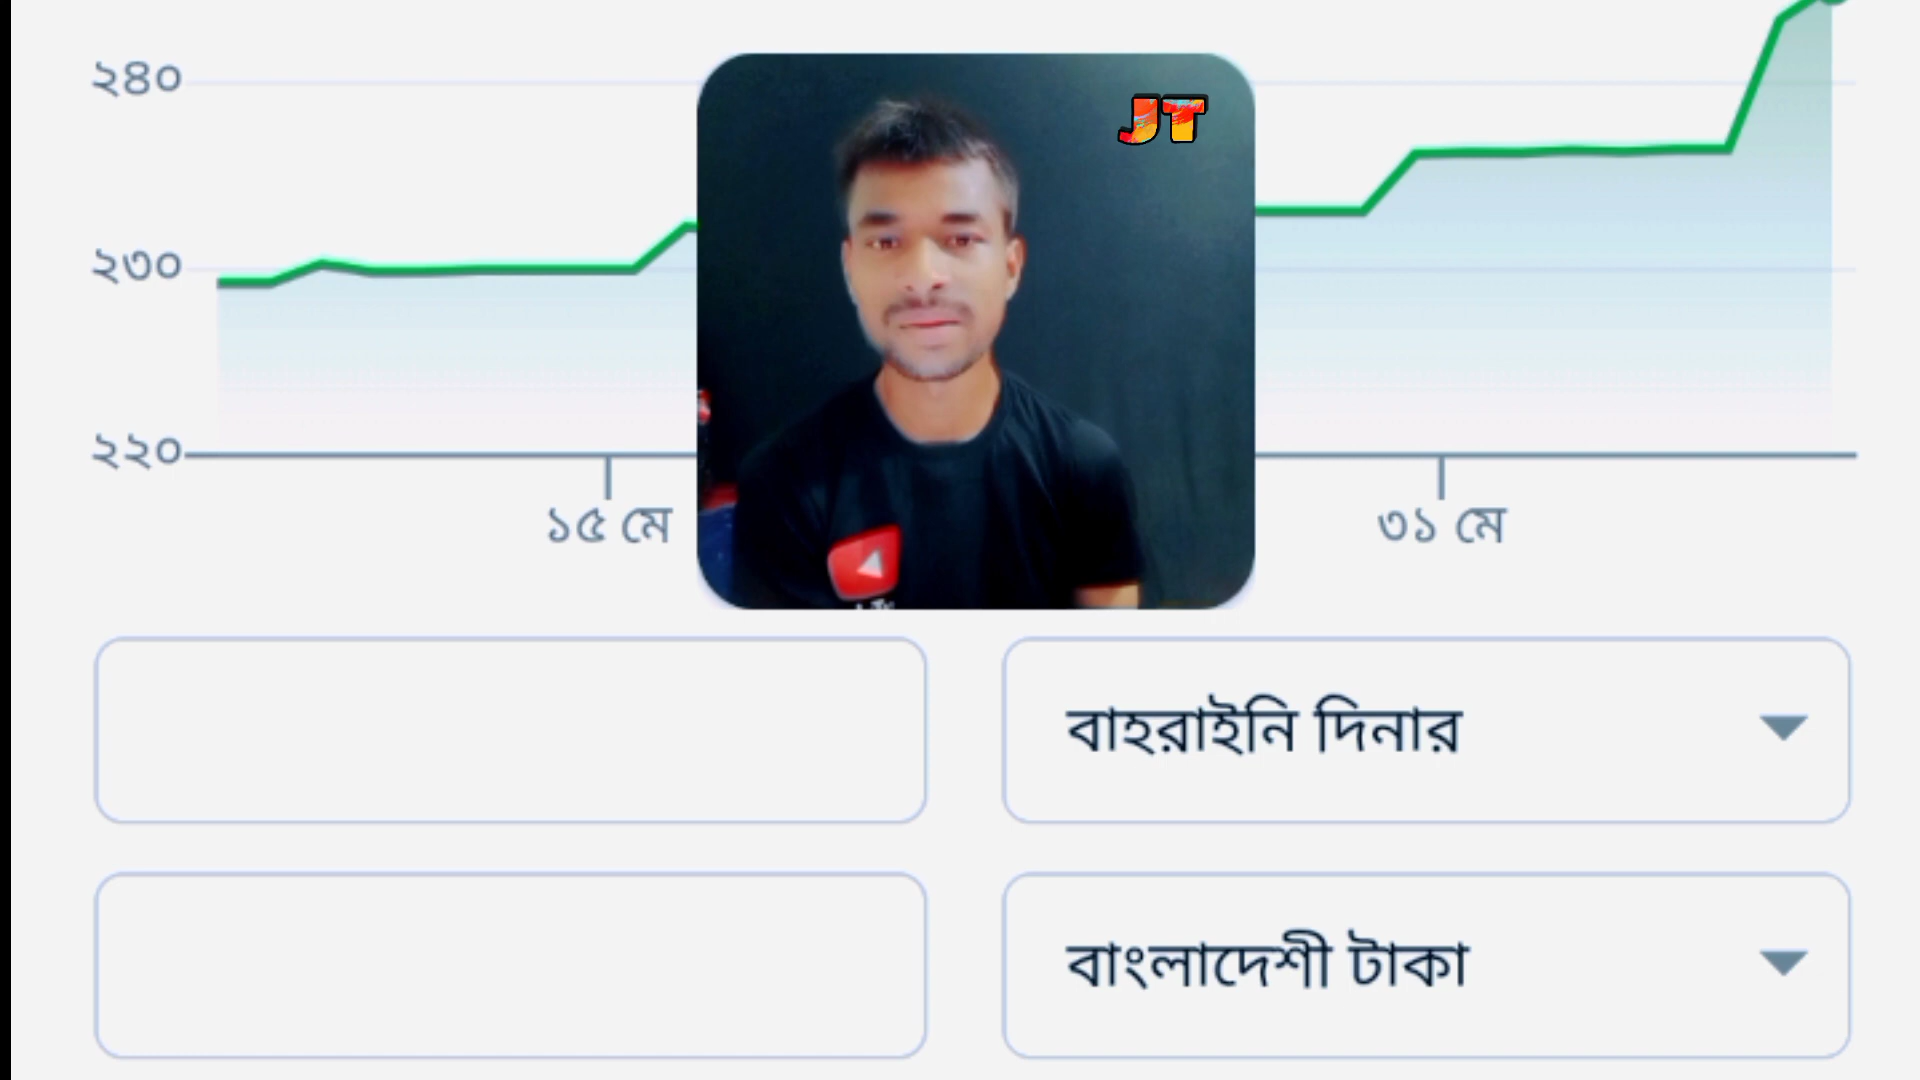 ২৪০
JT
২৩০
২২০
১৫ মে
৩১ মে
বাহরাইনি দিনার
বাংলাদেশী টাকা